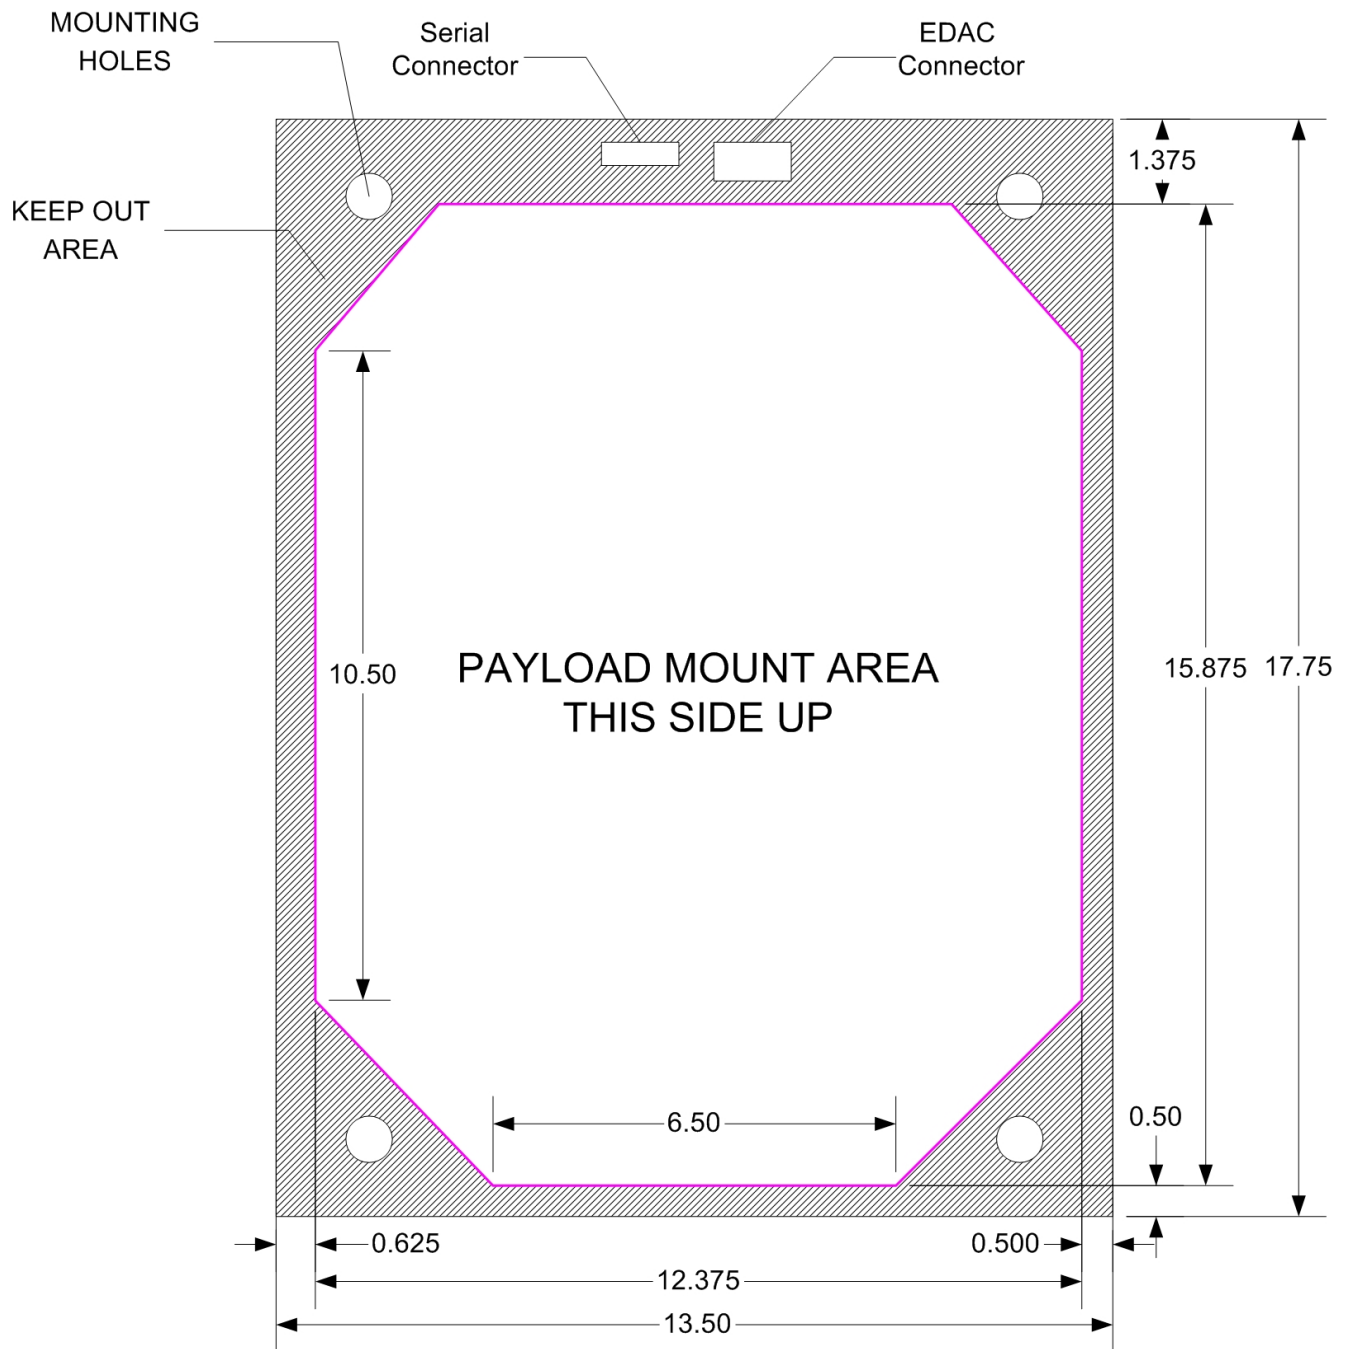 MOUNTING
HOLES
Serial
Connector
EDAC
Connector
1.375
KEEP OUT
AREA
10.50
PAYLOAD MOUNT AREA
THIS SIDE UP
15.875
17.75
6.50
0.50
0.625
0.500
12.375
13.50